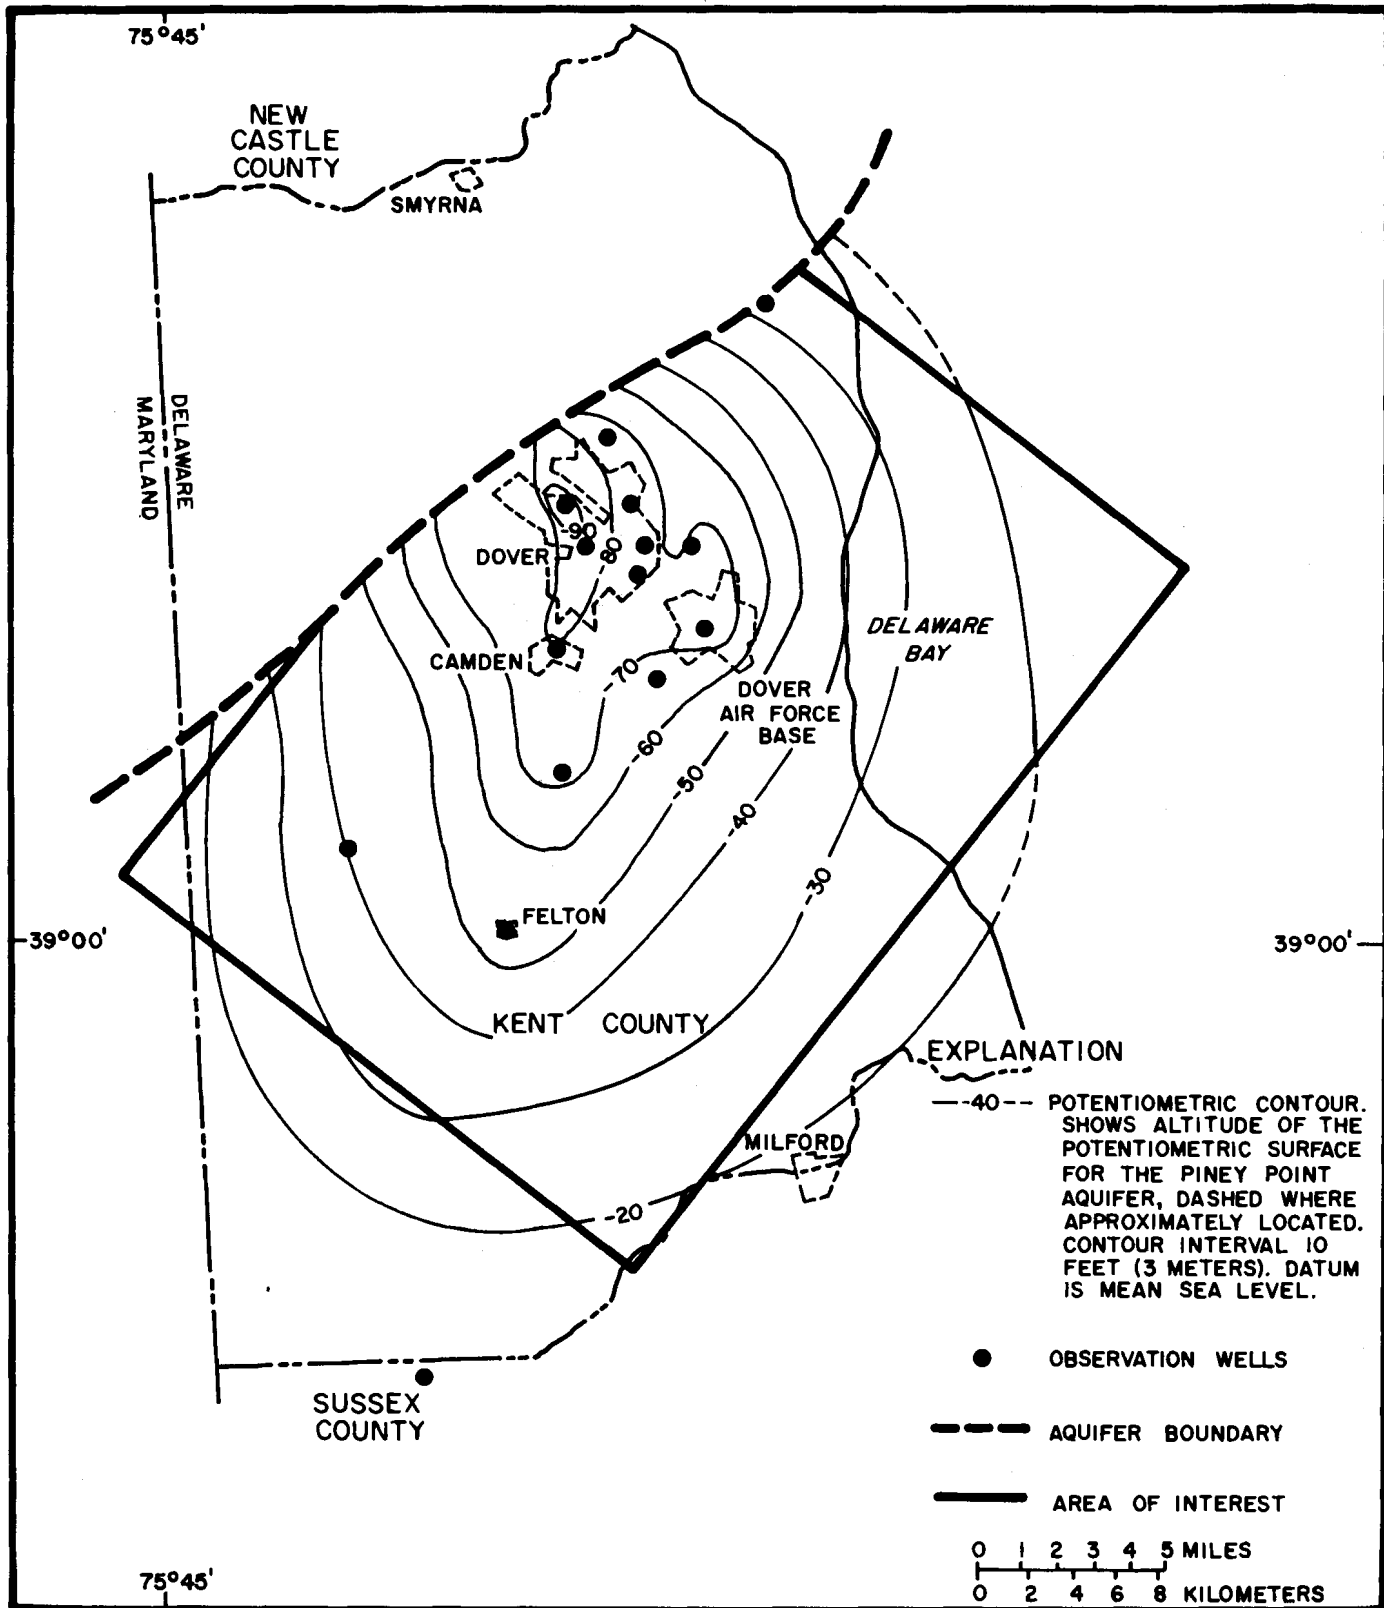 75°45'
NEW
CASTLE
COUNTY
SMYRNA
DELAWARE
MARYLAND
-90
80
DOVER
CAMDEN
-70
DELAWARE
BAY
DOVER
AIR FORCE
BASE
-60
-50
-40
-30
FELTON
39°00'
39°00'
KENT COUNTY
EXPLANATION
-40-- POTENTIOMETRIC CONTOUR.
SHOWS ALTITUDE OF THE
POTENTIOMETRIC SURFACE
FOR THE PINEY POINT
AQUIFER, DASHED WHERE
APPROXIMATELY LOCATED.
CONTOUR INTERVAL 10
FEET (3 METERS). DATUM
IS MEAN SEA LEVEL.
MILFORD
-20
OBSERVATION WELLS
SUSSEX
COUNTY
AQUIFER BOUNDARY
AREA OF INTEREST
0 1 2 3 4 5 MILES
0 2 4 6 8 KILOMETERS
75°45'